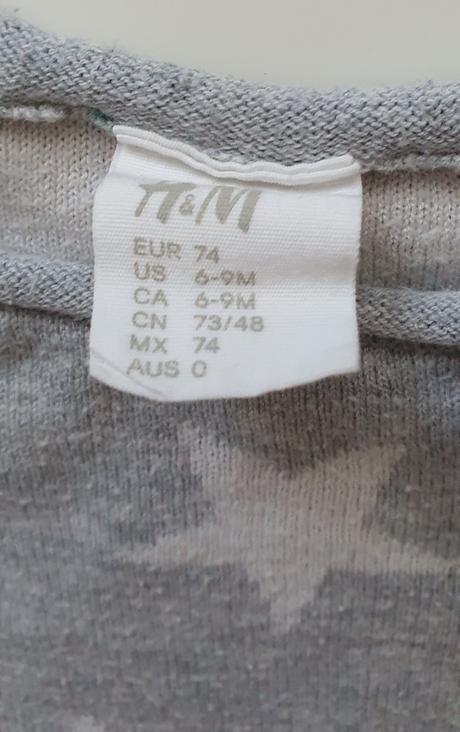 H&M
EUR 74
US 6-9M
CA 6-9M
CN 73/48
MX 74
AUS 0